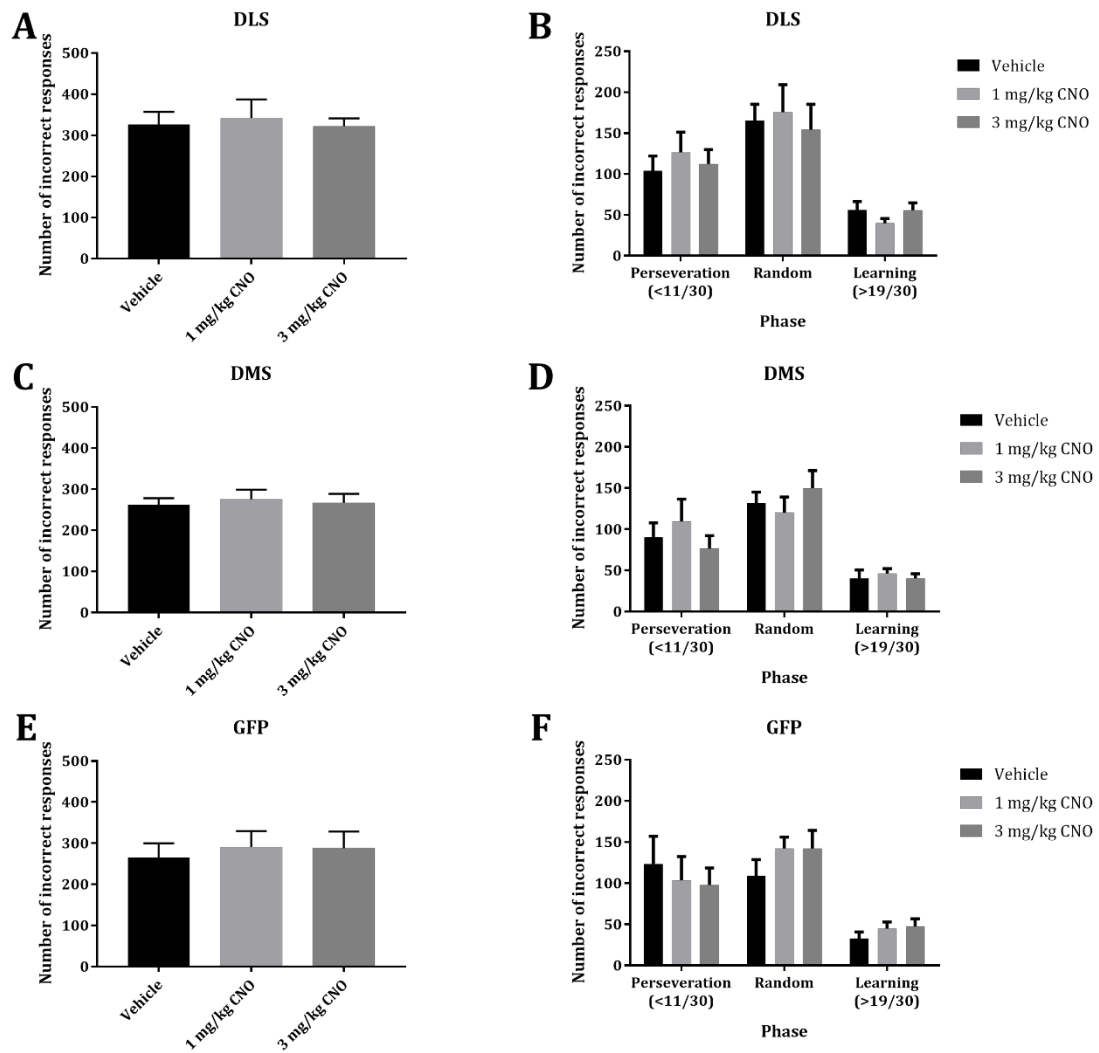 A
DLS
Number of incorrect responses
500
400
300
200
100
0
Vehicle
1 mg/kg CNO
3 mg/kg CNO
B
DLS
Number of incorrect responses
250
200
150
100
50
0
Perseveration
(<11/30)
Random
Learning
(>19/30)
Phase
Vehicle
1 mg/kg CNO
3 mg/kg CNO
C
DMS
Number of incorrect responses
500
400
300
200
100
0
Vehicle
1 mg/kg CNO
3 mg/kg CNO
D
DMS
Number of incorrect responses
250
200
150
100
50
0
Perseveration
(<11/30)
Random
Learning
(>19/30)
Phase
Vehicle
1 mg/kg CNO
3 mg/kg CNO
E
GFP
Number of incorrect responses
500
400
300
200
100
0
Vehicle
1 mg/kg CNO
3 mg/kg CNO
F
GFP
Number of incorrect responses
250
200
150
100
50
0
Perseveration
(<11/30)
Random
Learning
(>19/30)
Phase
Vehicle
1 mg/kg CNO
3 mg/kg CNO